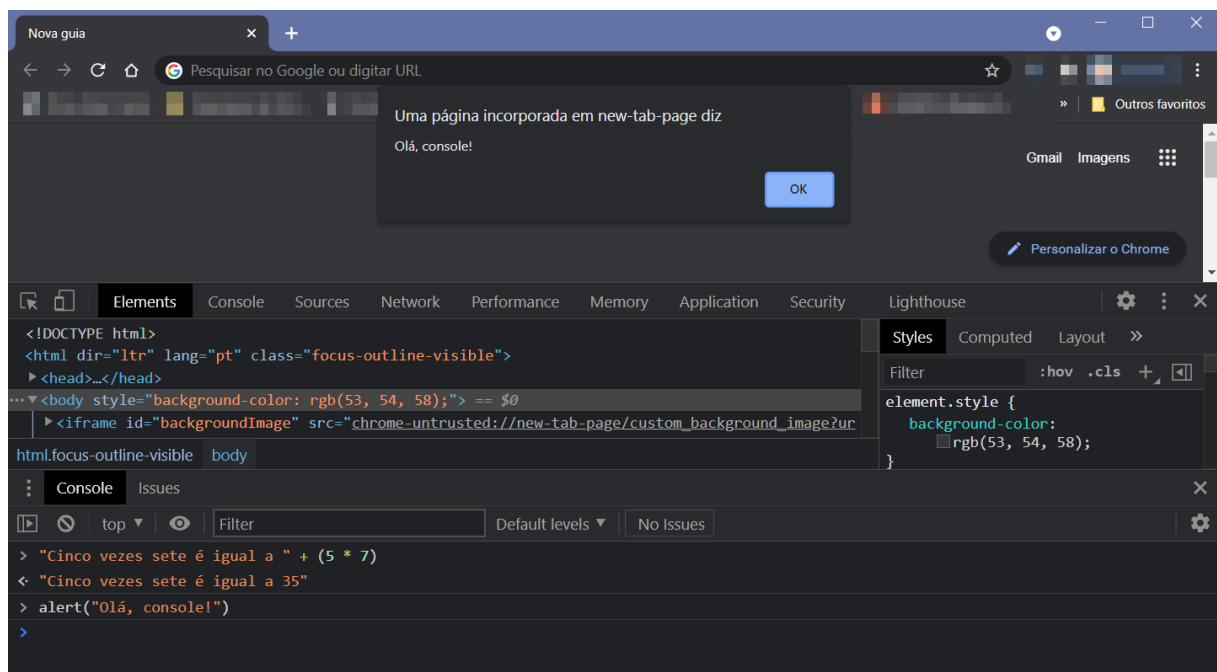 Nova guia
Pesquisar no Google ou digitar URL
» Outros favoritos
Uma página incorporada em new-tab-page diz
Olá, console!
OK
Gmail Imagens
Personalizar o Chrome
Elements Console Sources Network Performance Memory Application Security Lighthouse
<!DOCTYPE html>
<html dir="ltr" lang="pt" class="focus-outline-visible">
<head>…</head>
<body style="background-color: rgb(53, 54, 58);"> == $0
<iframe id="backgroundImage" src="chrome-untrusted://new-tab-page/custom_background_image?ur
html.focus-outline-visible body
Styles Computed Layout »
Filter :hov .cls +
element.style {
background-color:
rgb(53, 54, 58);
}
Console Issues
top ▼ Filter Default levels ▼ No Issues
> "Cinco vezes sete é igual a " + (5 * 7)
"Cinco vezes sete é igual a 35"
> alert("Olá, console!")
>